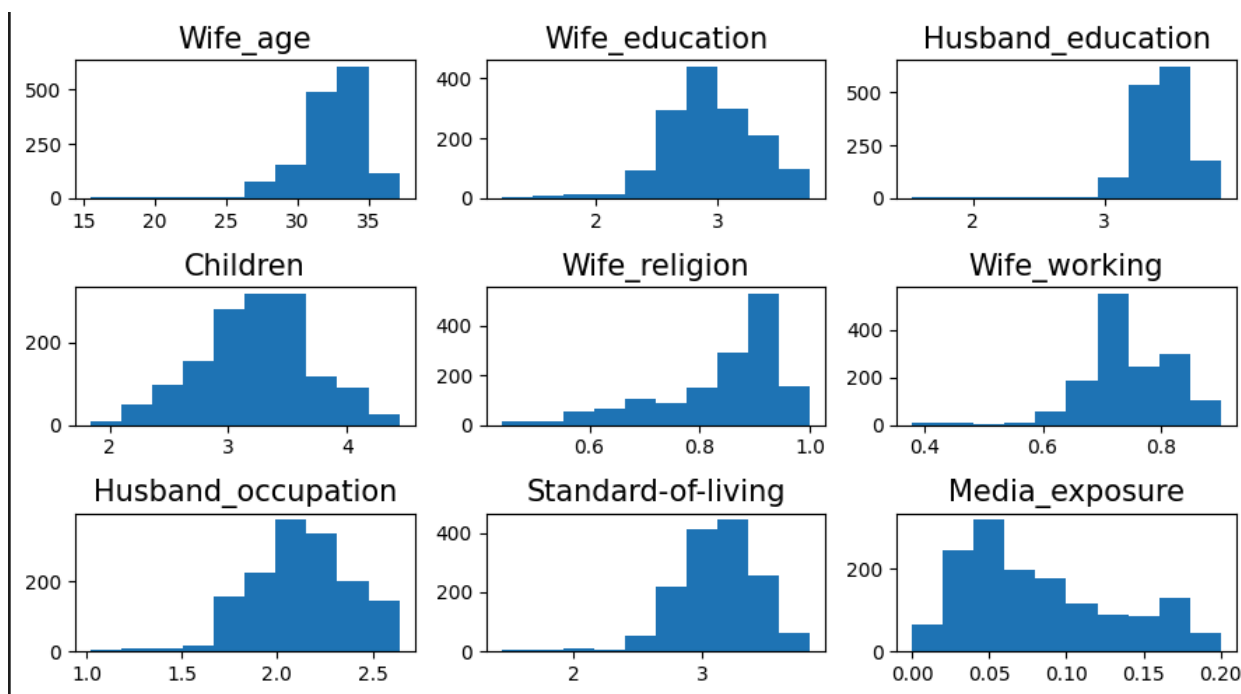 Wife_age
Wife_education
Husband_education
500
250
0
15 20 25 30 35
400
200
0
2 3
500
250
0
2 3
Children
Wife_religion
Wife_working
200
0
2 3 4
400
200
0
0.6 0.8 1.0
400
200
0
0.4 0.6 0.8
Husband_occupation
Standard-of-living
Media_exposure
200
0
1.0 1.5 2.0 2.5
400
200
0
2 3
200
0
0.00 0.05 0.10 0.15 0.20